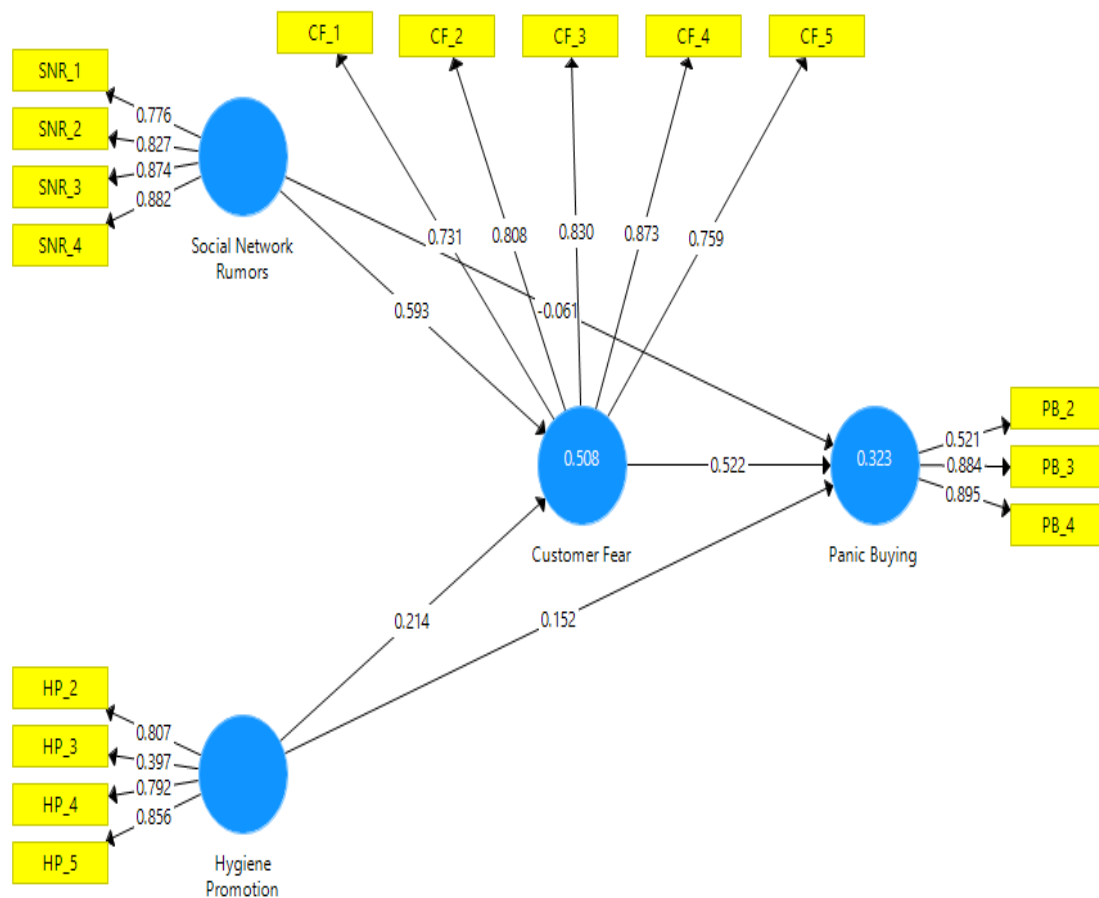 CF_1
CF_2
CF_3
CF_4
CF_5
SNR_1
SNR_2
SNR_3
SNR_4
0.776
0.827
0.874
0.882
Social Network
Rumors
0.731
0.808
0.830
0.873
0.759
0.593
-0.061
0.508
Customer Fear
0.522
0.323
Panic Buying
0.521
0.884
0.895
PB_2
PB_3
PB_4
0.214
0.152
HP_2
HP_3
HP_4
HP_5
0.807
0.397
0.792
0.856
Hygiene
Promotion